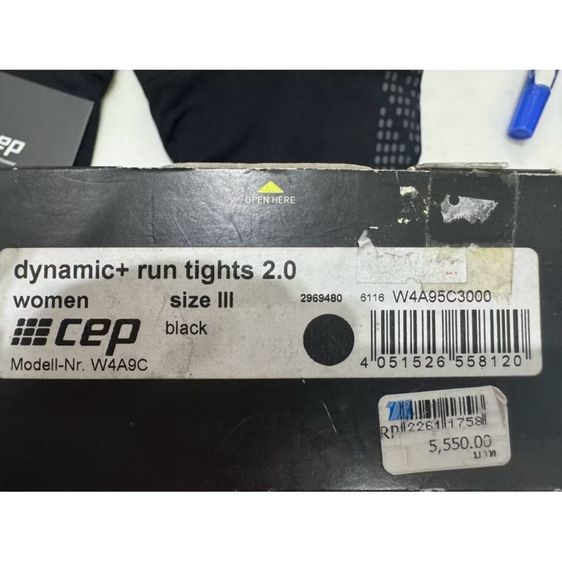 cep
OPEN HERE
dynamic+ run tights 2.0
women size III 2969480 6116 W4A95C3000
cep black
Modell-Nr. W4A9C
4 051526 558120
RP 2261 1758
5,550.00
บาท